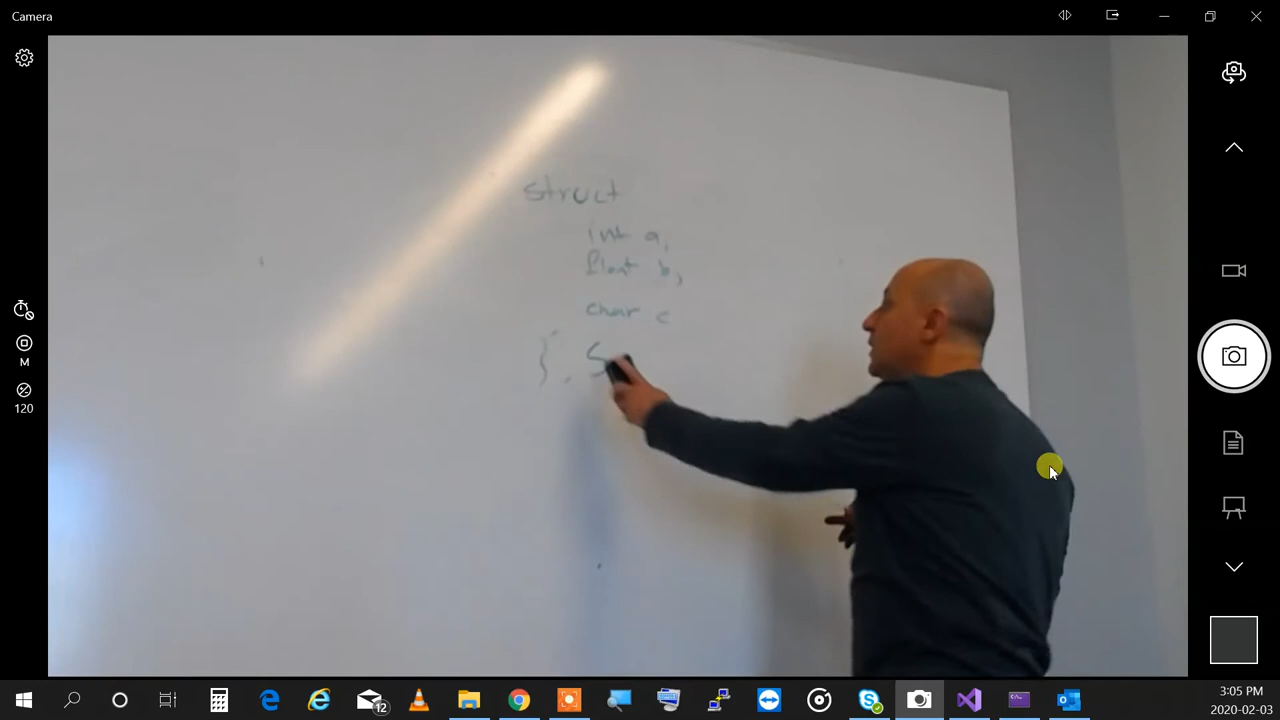 Camera
struct
int a,
float b,
char c
} , S
M
120
12
3:05 PM
2020-02-03